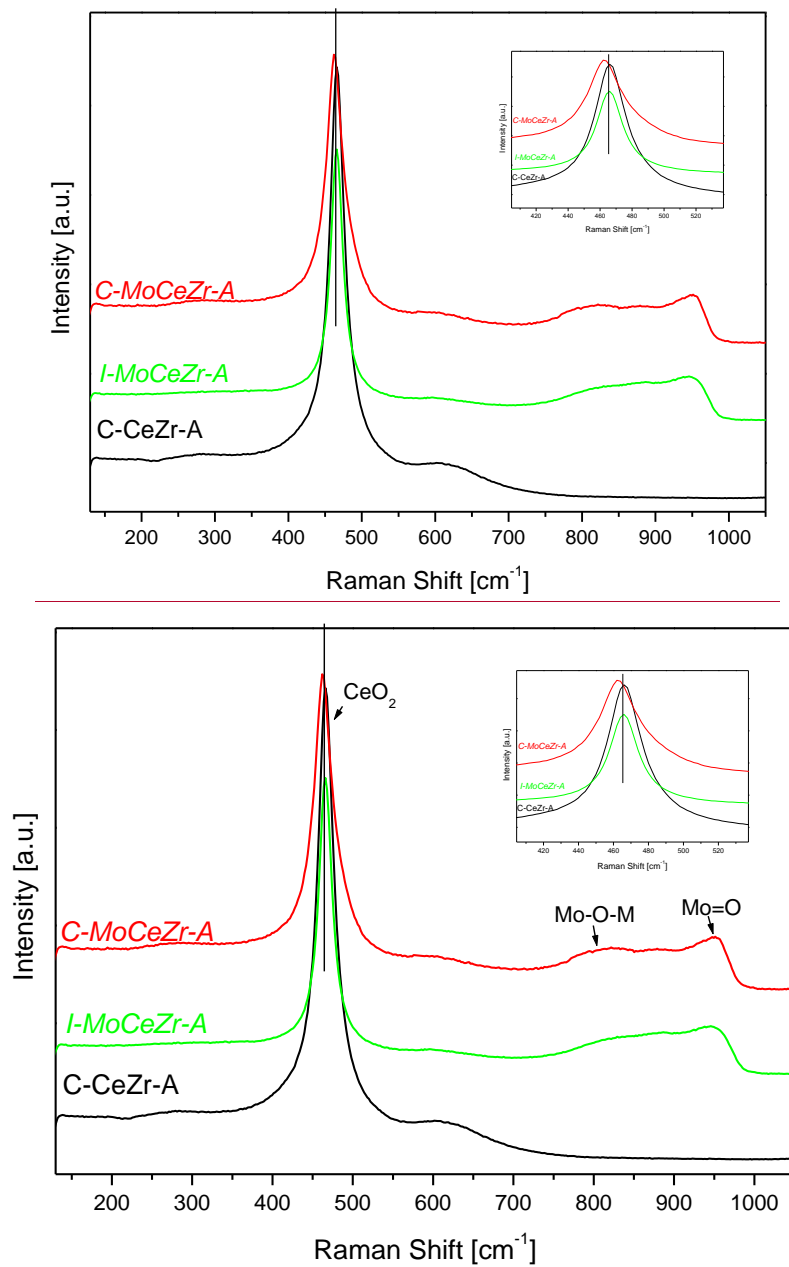 Intensity [a.u.]
C-MoCeZr-A
I-MoCeZr-A
C-CeZr-A
200 300 400 500 600 700 800 900 1000
Raman Shift [cm⁻¹]
Intensity [a.u.]
C-MoCeZr-A
I-MoCeZr-A
C-CeZr-A
420 440 460 480 500 520
Raman Shift [cm⁻¹]
CeO₂
Mo-O-M
Mo=O
Intensity [a.u.]
C-MoCeZr-A
I-MoCeZr-A
C-CeZr-A
200 300 400 500 600 700 800 900 1000
Raman Shift [cm⁻¹]
Intensity [a.u.]
C-MoCeZr-A
I-MoCeZr-A
C-CeZr-A
420 440 460 480 500 520
Raman Shift [cm⁻¹]